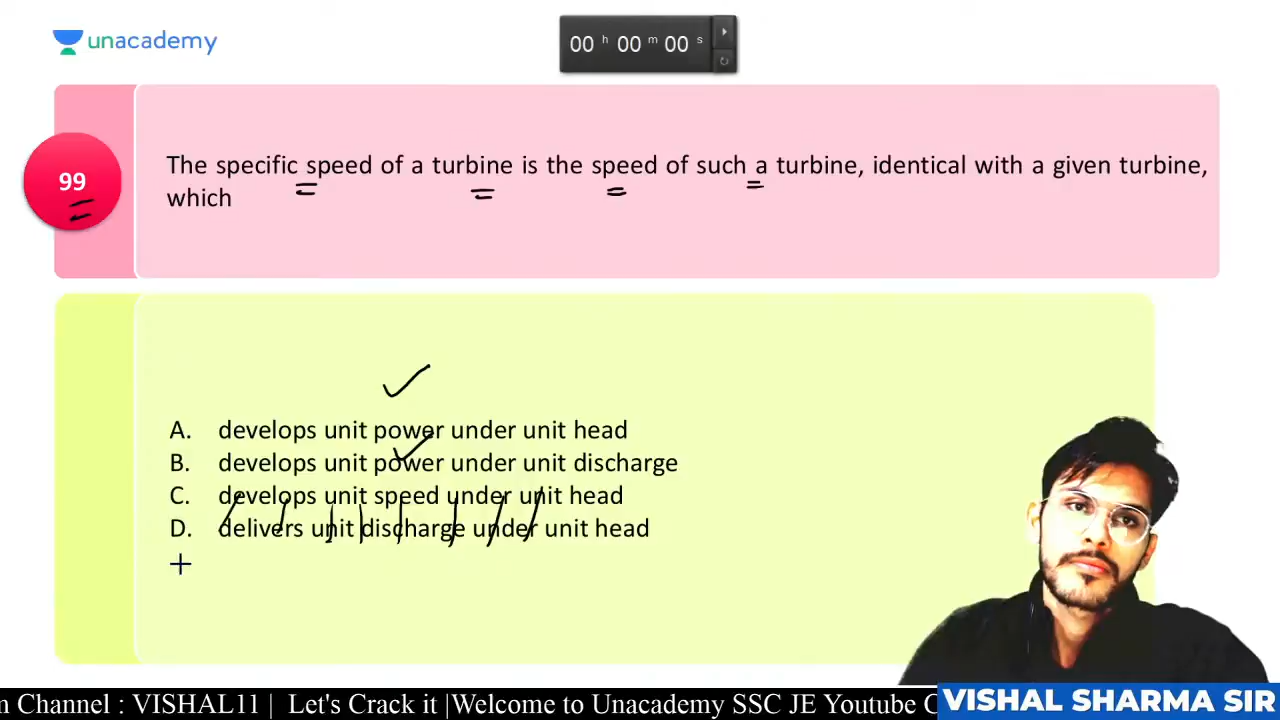 unacademy
00 h 00 m 00 s
99
The specific speed of a turbine is the speed of such a turbine, identical with a given turbine,
which
A. develops unit power under unit head
B. develops unit power under unit discharge
C. develops unit speed under unit head
D. delivers unit discharge under unit head
n Channel : VISHAL11 | Let's Crack it |Welcome to Unacademy SSC JE Youtube C
VISHAL SHARMA SIR